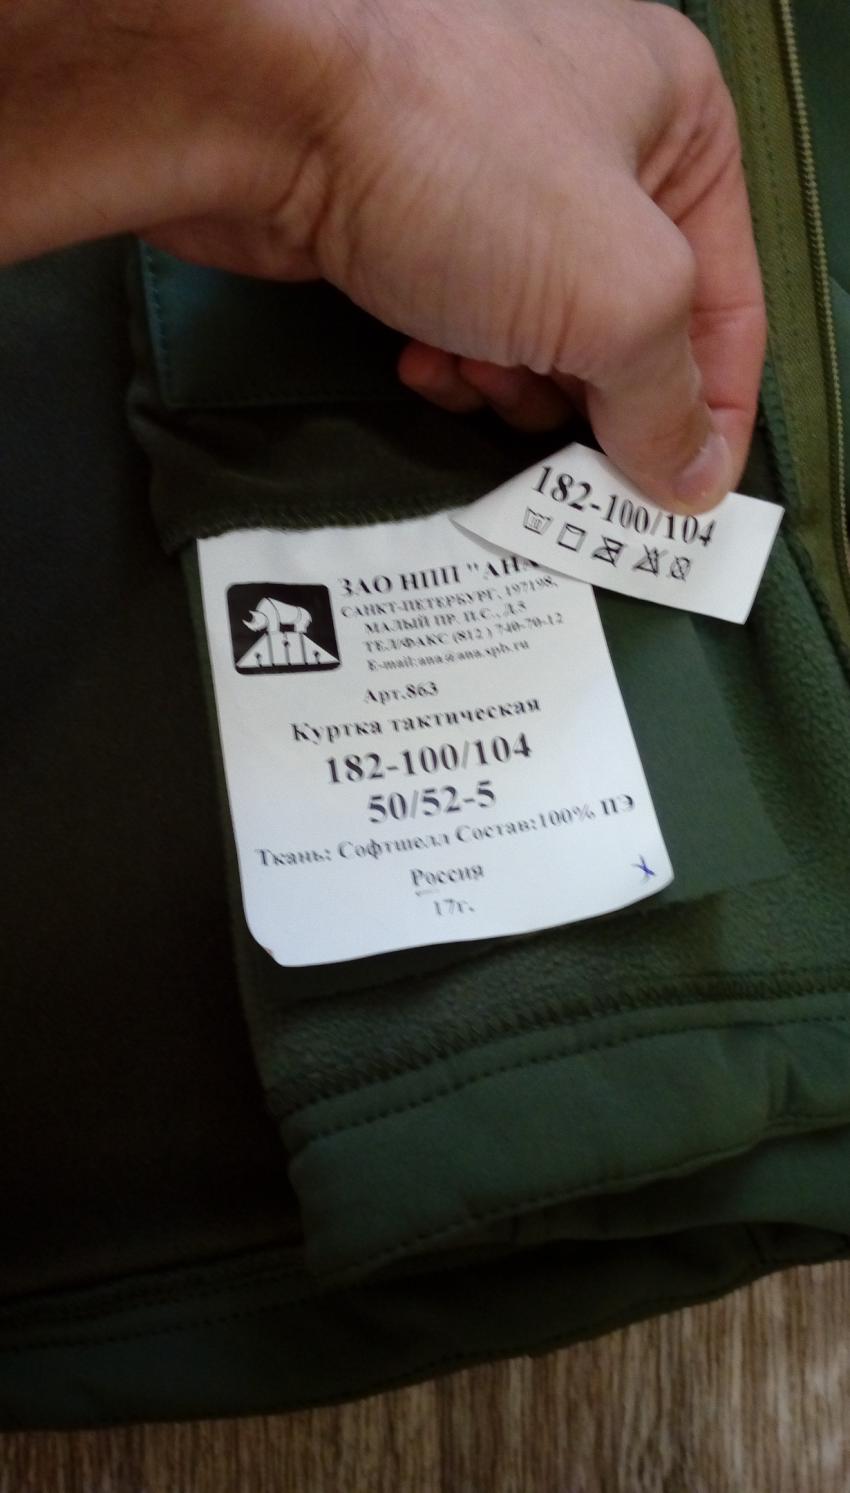 182-100/104
ЗАО НПП "АНА
САНКТ-ПЕТЕРБУРГ, 197198,
МАЛЫЙ ПР. П.С., Д.5
ТЕЛ/ФАКС (812 ) 740-70-12
E-mail:ana@ana.spb.ru
Арт.863
Куртка тактическая
182-100/104
50/52-5
Ткань: Софтшелл Состав:100% ПЭ
Россия
17г.